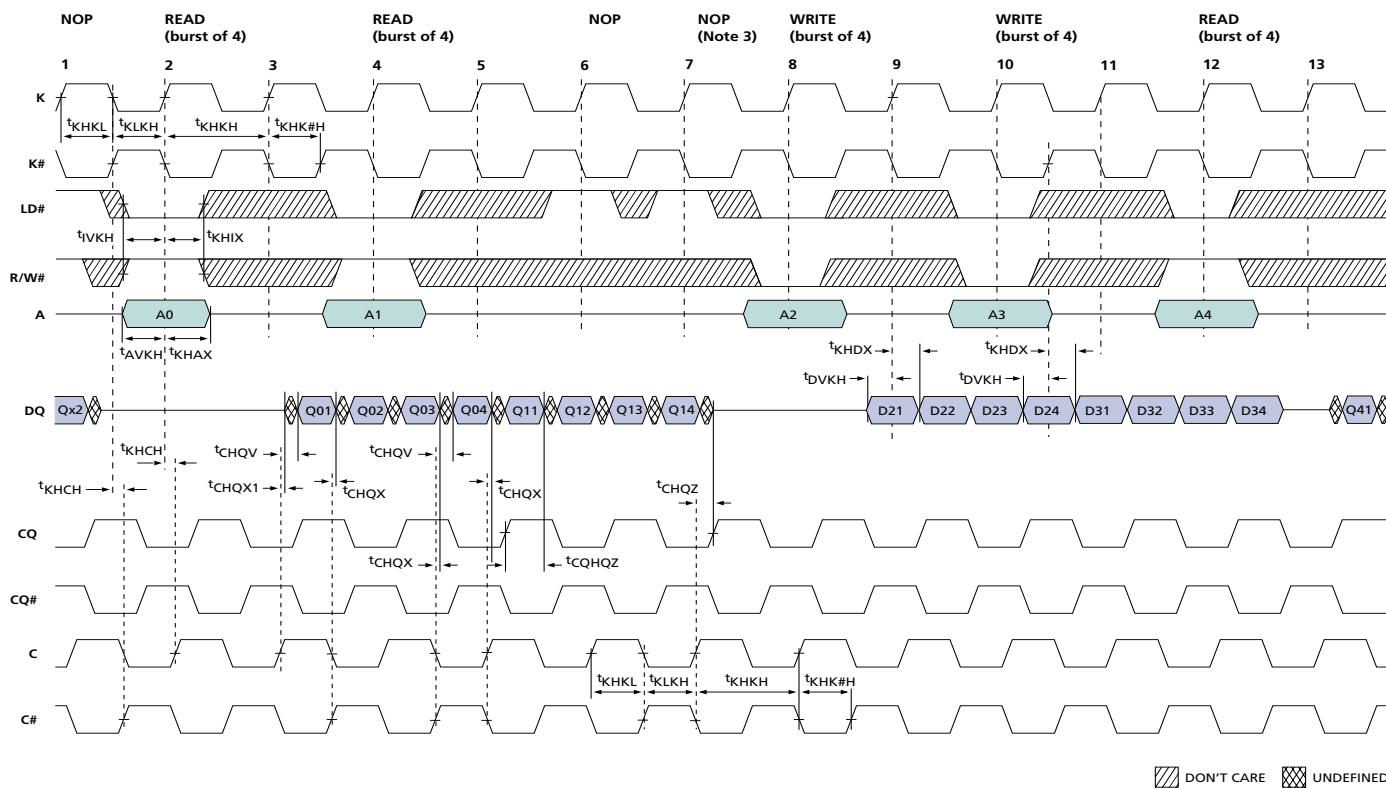 NOP READ READ NOP NOP WRITE WRITE READ
(burst of 4) (burst of 4) (Note 3) (burst of 4) (burst of 4) (burst of 4)
1 2 3 4 5 6 7 8 9 10 11 12 13
K
tKHKL tKLKH tKHKH tKHK#H
K#
LD#
tIVKH tKHIX
R/W#
A A0 A1 A2 A3 A4
tAVKH tKHAX tKHDX tKHDX
tDVKH tDVKH
DQ Qx2 Q01 Q02 Q03 Q04 Q11 Q12 Q13 Q14 D21 D22 D23 D24 D31 D32 D33 D34 Q41
tKHCH tCHQV tCHQV
tKHCH tCHQX1 tCHQX tCHQX tCHQZ
CQ
tCHQX tCQHQZ
CQ#
C
tKHKL tKLKH tKHKH tKHK#H
C#
DON'T CARE UNDEFINED